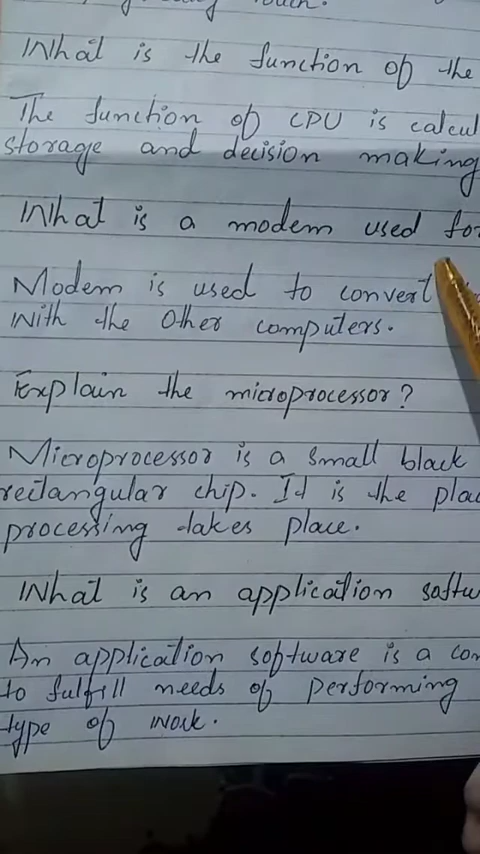 What is the function of the
The function of CPU is calcul
storage and decision making
What is a modem used for
Modem is used to convert
with the other computers.
Explain the microprocessor?
Microprocessor is a small black
rectangular chip. It is the plac
processing takes place.
What is an application softw
An application software is a com
to fulfill needs of performing
type of work.